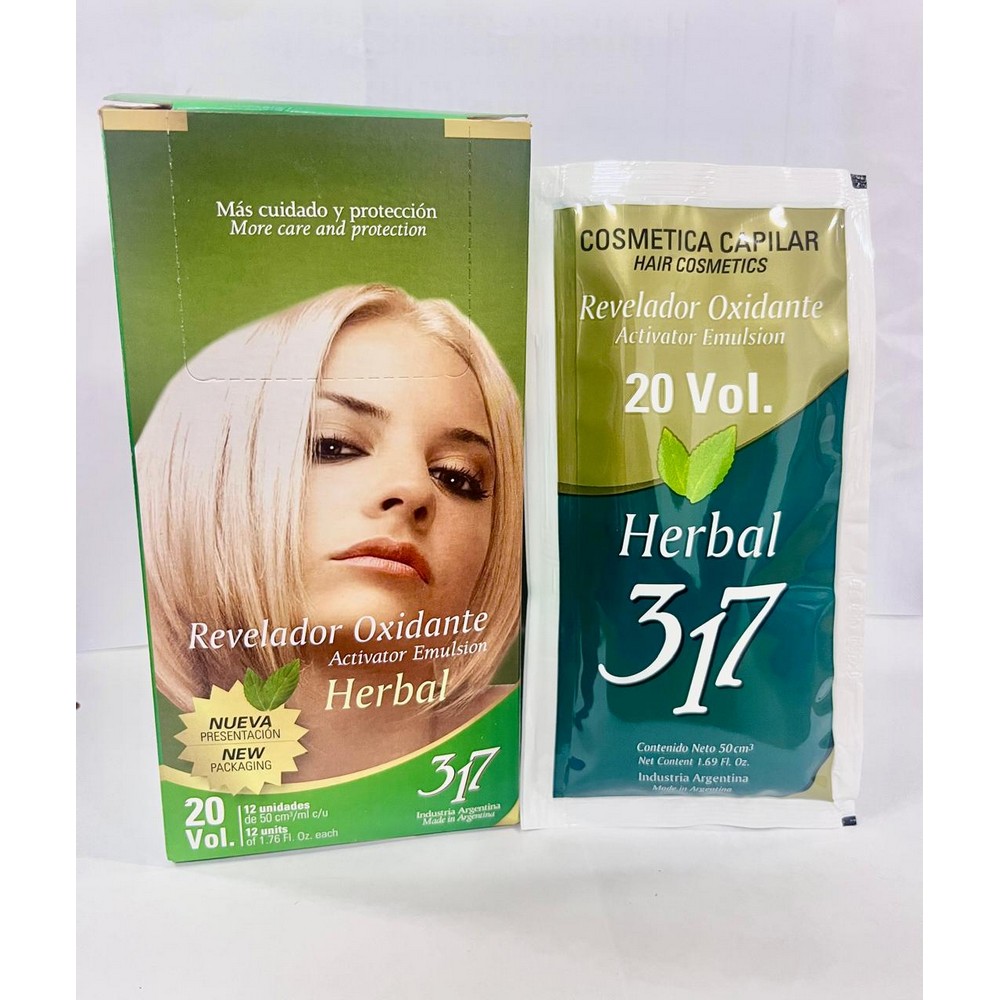 Más cuidado y protección
More care and protection
Revelador Oxidante
Activator Emulsion
Herbal
NUEVA
PRESENTACIÓN
NEW
PACKAGING
317
Industria Argentina
Made in Argentina
20
Vol.
12 unidades
de 50 cm³/ml c/u
12 units
of 1.76 Fl. Oz. each
COSMETICA CAPILAR
HAIR COSMETICS
Revelador Oxidante
Activator Emulsion
20 Vol.
Herbal
317
Contenido Neto 50cm³
Net Content 1.69 Fl. Oz.
Industria Argentina
Made in Argentina